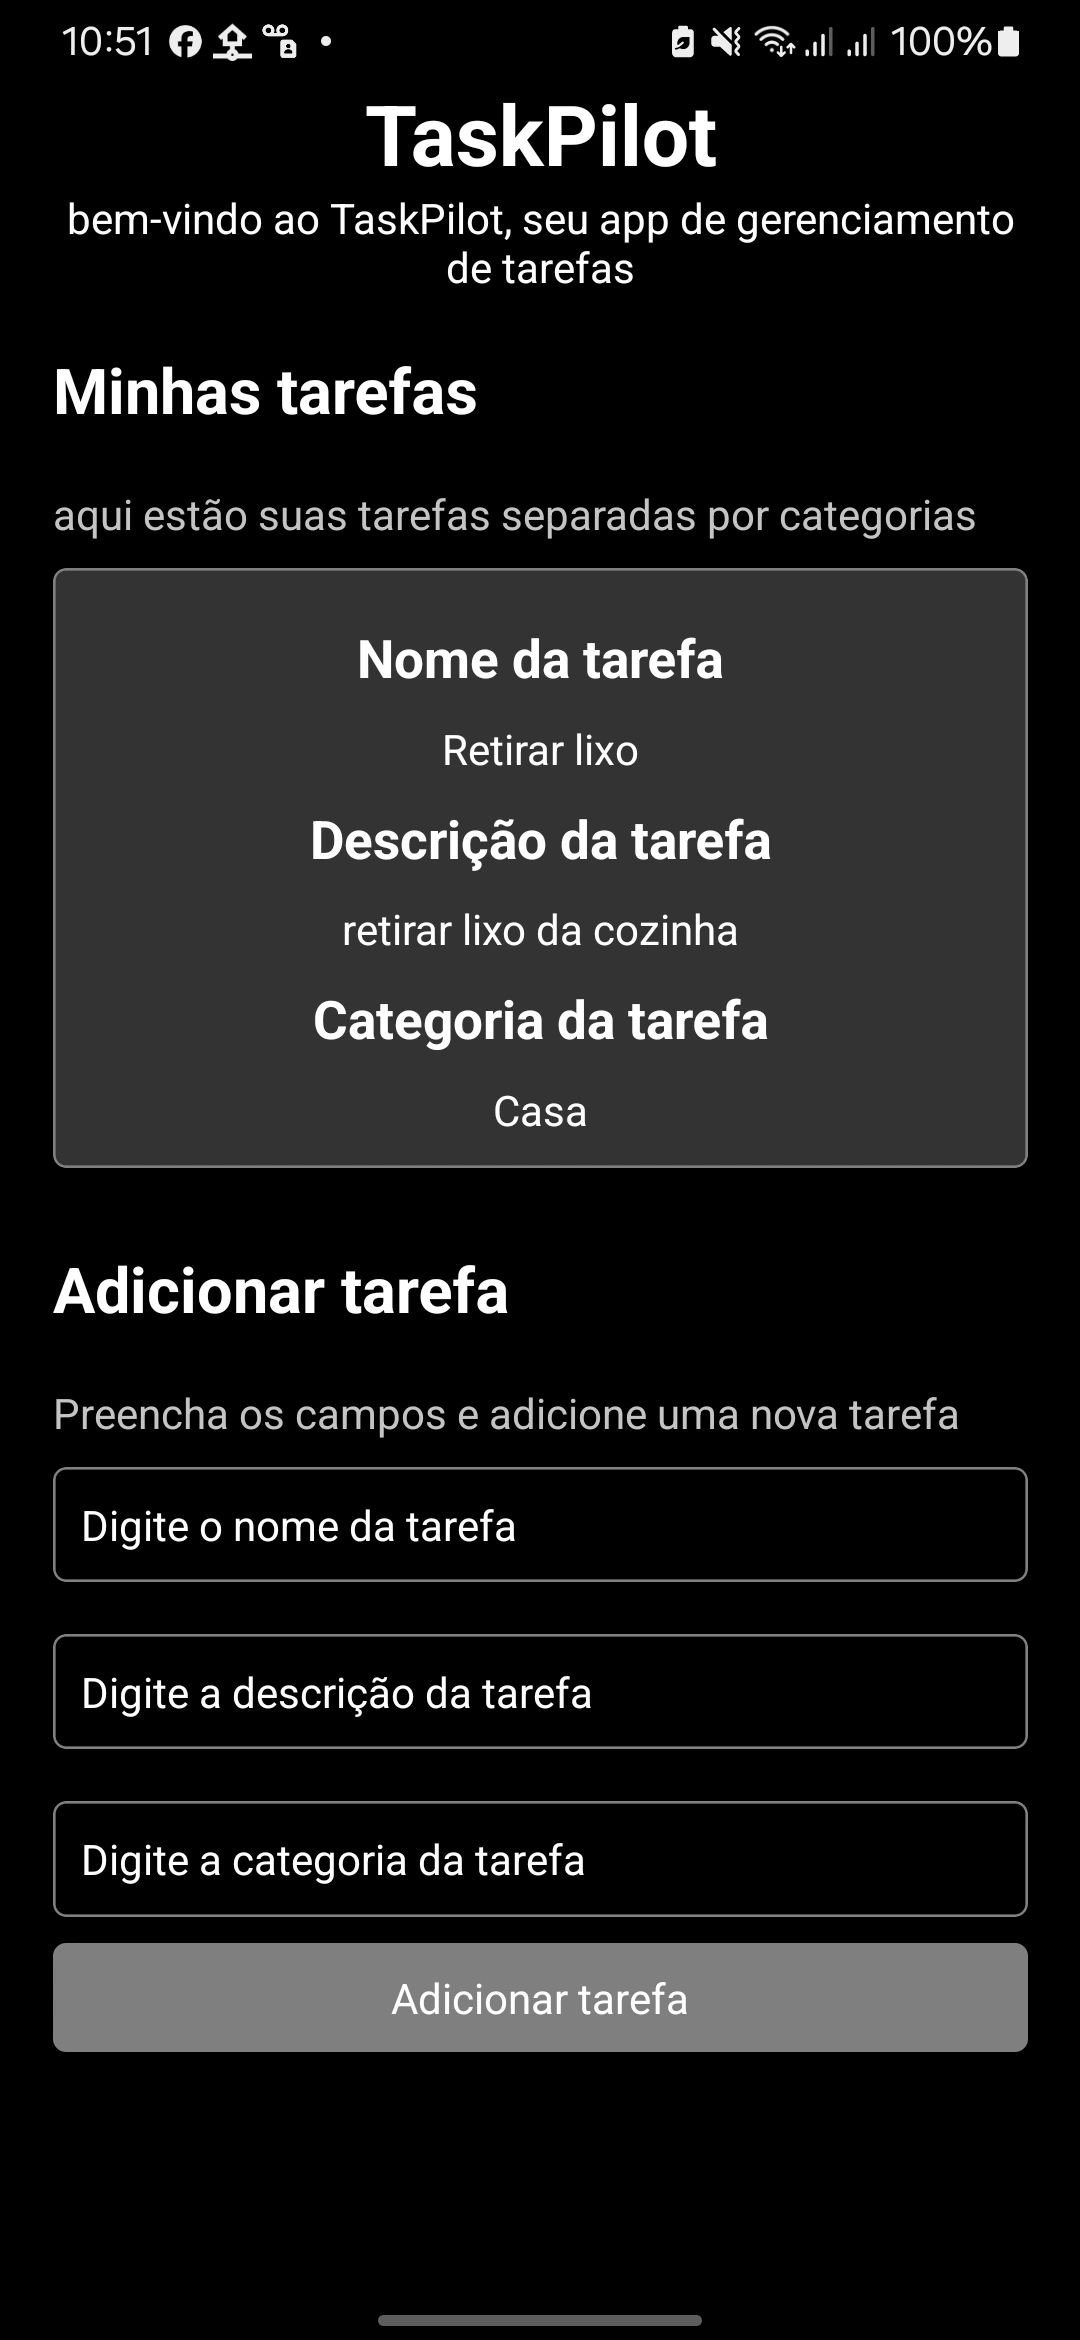 10:51
100%
TaskPilot
bem-vindo ao TaskPilot, seu app de gerenciamento
de tarefas
Minhas tarefas
aqui estão suas tarefas separadas por categorias
Nome da tarefa
Retirar lixo
Descrição da tarefa
retirar lixo da cozinha
Categoria da tarefa
Casa
Adicionar tarefa
Preencha os campos e adicione uma nova tarefa
Digite o nome da tarefa
Digite a descrição da tarefa
Digite a categoria da tarefa
Adicionar tarefa